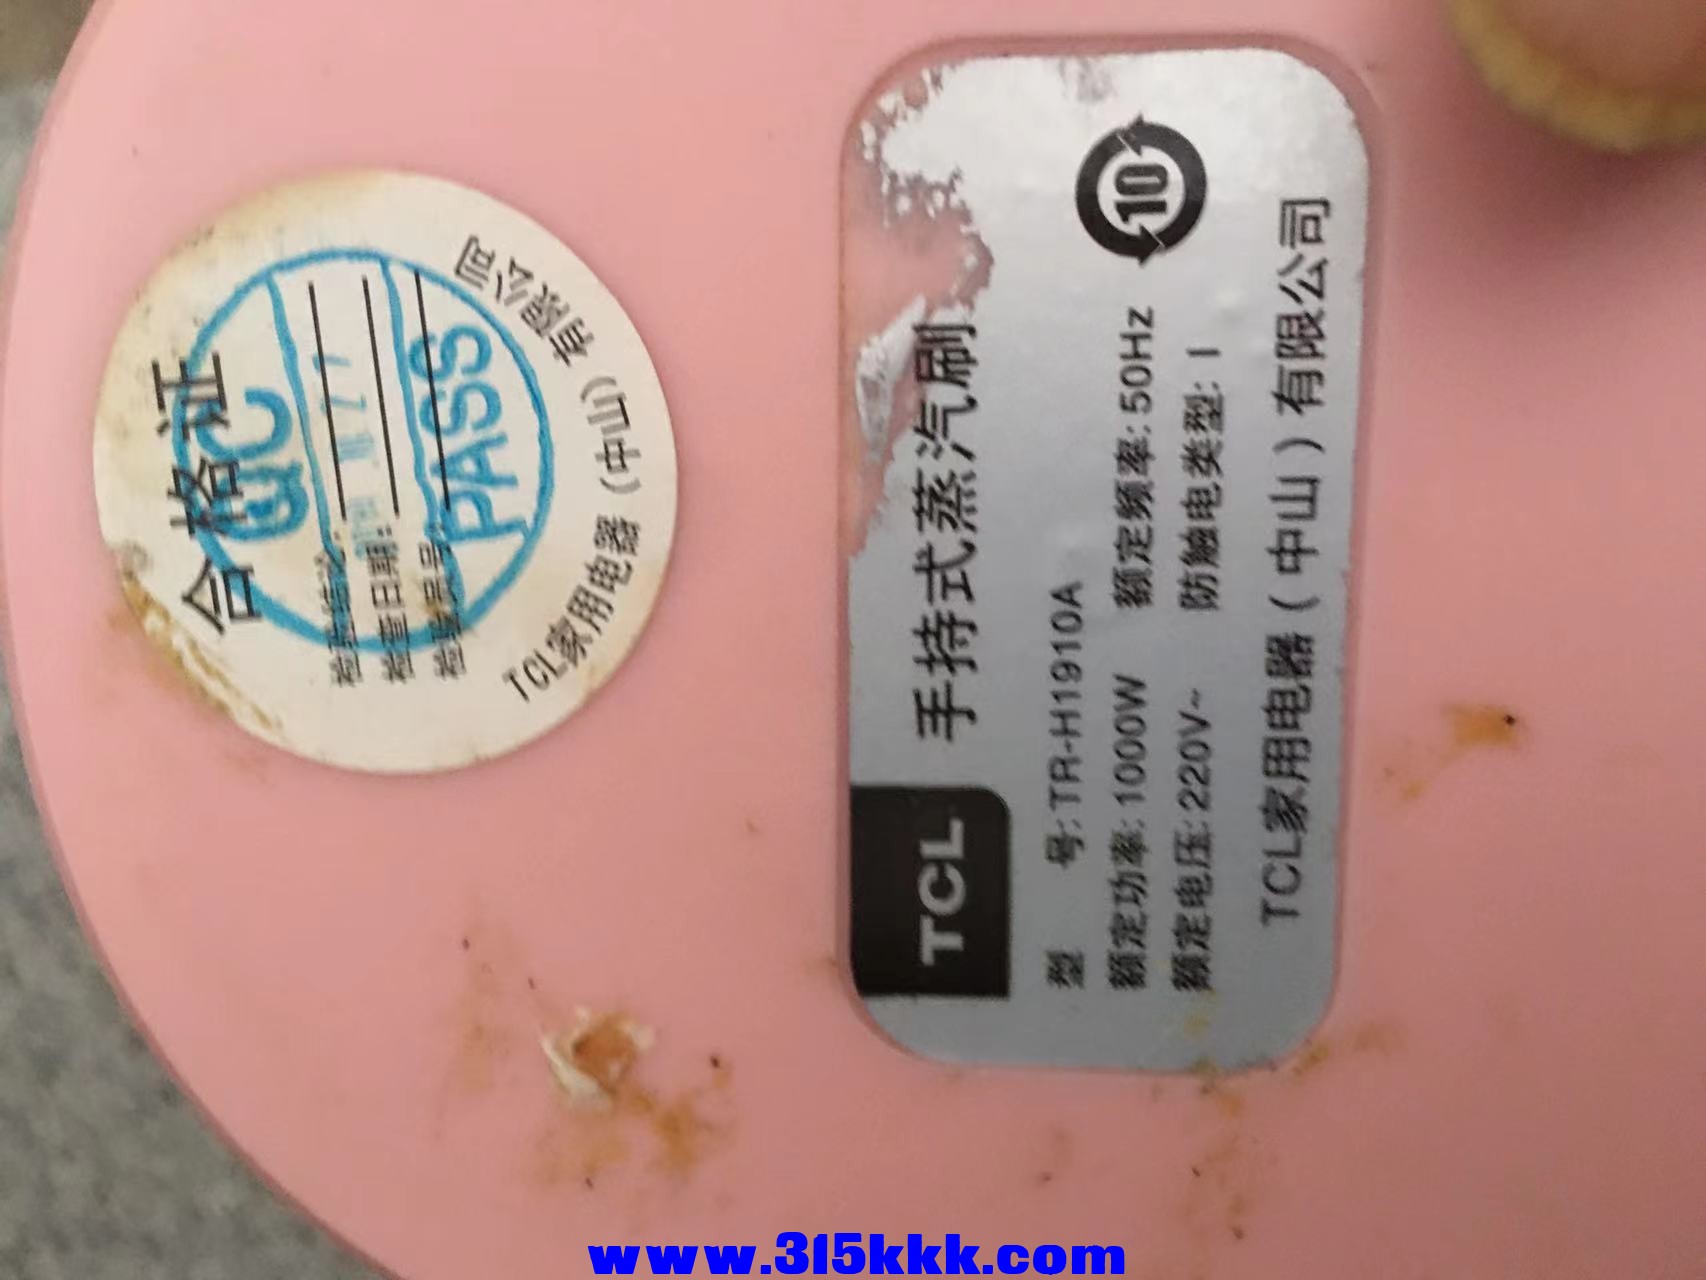 合格证
QC
检验结论:
检查日期:
检验员号:
PASS
TCL家用电器（中山）有限公司
TCL
手持式蒸汽刷
型 号: TR-H1910A
额定功率: 1000W 额定频率: 50Hz
额定电压: 220V~ 防触电类型: I
10
TCL家用电器（中山）有限公司
www.315kkk.com